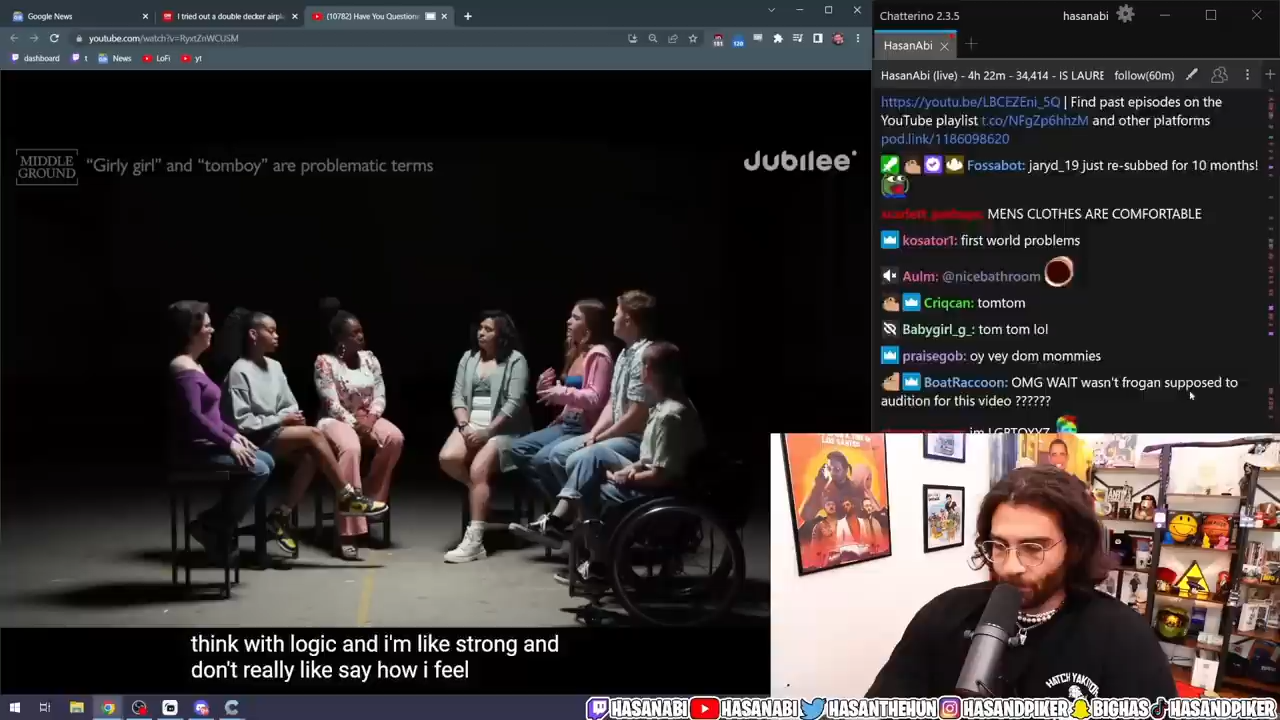 Google News
I tried out a double decker airpl
(10782) Have You Question
youtube.com/watch?v=RyxtZnWCUSM
dashboard
t
News
LoFi
yt
MIDDLE
GROUND
“Girly girl” and “tomboy” are problematic terms
Jubilee
think with logic and i'm like strong and
don't really like say how i feel
Chatterino 2.3.5
hasanabi
HasanAbi
HasanAbi (live) - 4h 22m - 34,414 - IS LAURE
follow(60m)
https://youtu.be/LBCEZEni_5Q | Find past episodes on the
YouTube playlist t.co/NFgZp6hhzM and other platforms
pod.link/1186098620
Fossabot: jaryd_19 just re-subbed for 10 months!
MENS CLOTHES ARE COMFORTABLE
kosator1: first world problems
Aulm: @nicebathroom
Criqcan: tomtom
Babygirl_g_: tom tom lol
praisegob: oy vey dom mommies
BoatRaccoon: OMG WAIT wasn't frogan supposed to
audition for this video ??????
HASANABI
HASANABI
HASANTHEHUN
HASANDPIKER
BIGHAS
HASANDPIKER